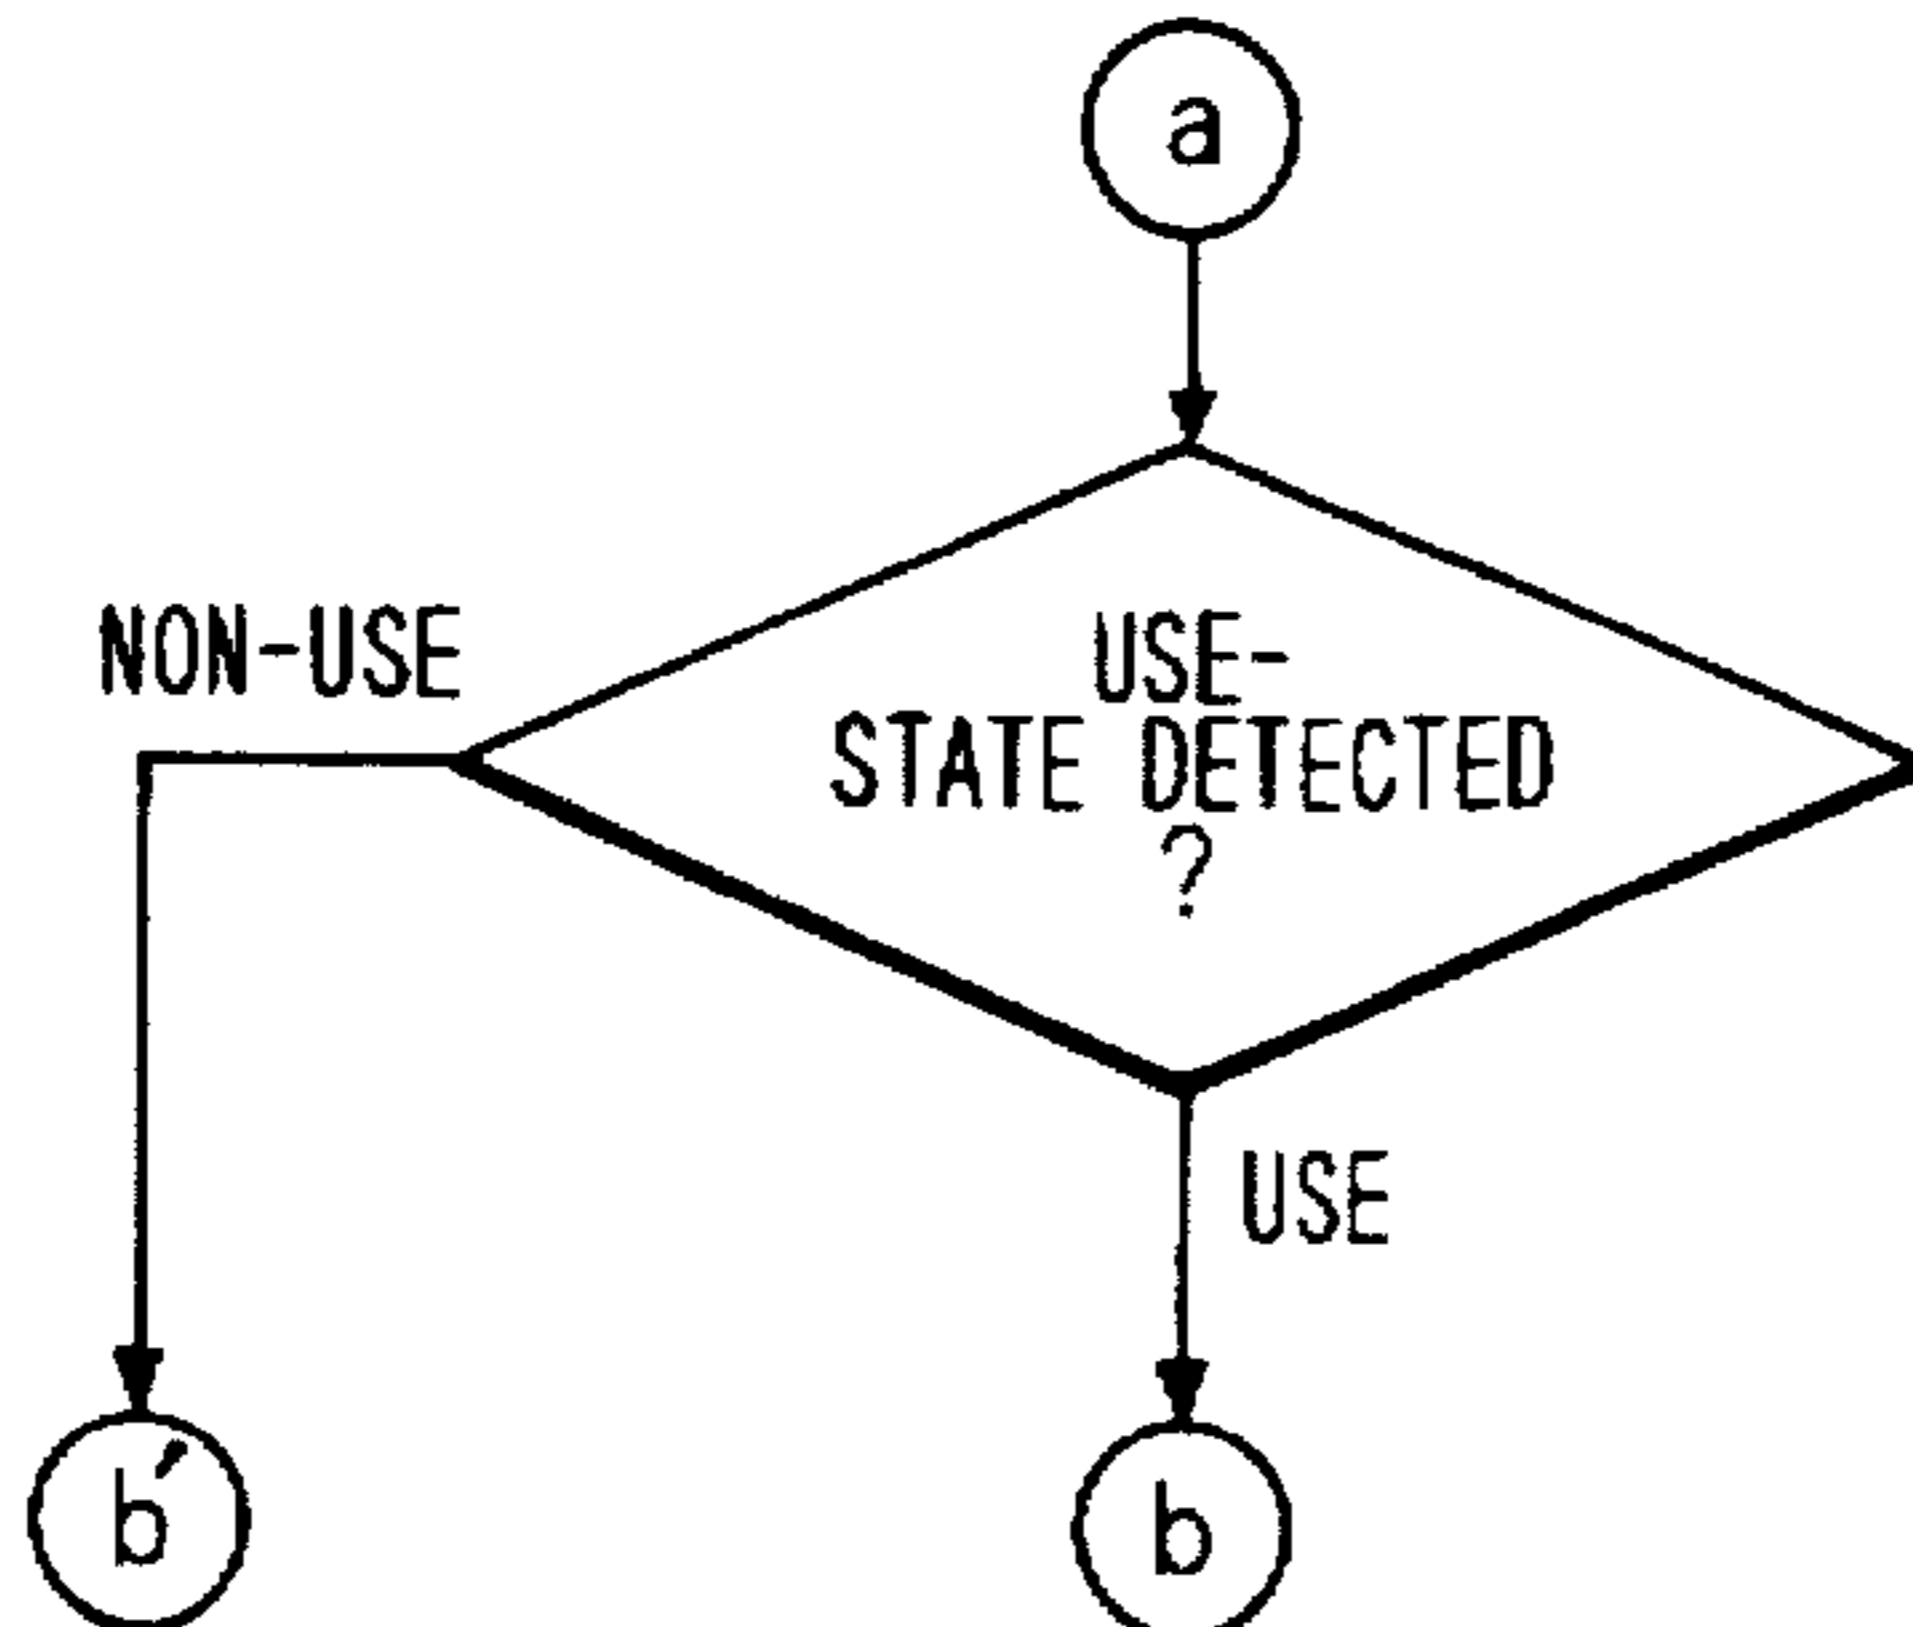 a
NON-USE
USE-
STATE DETECTED
?
USE
b´
b